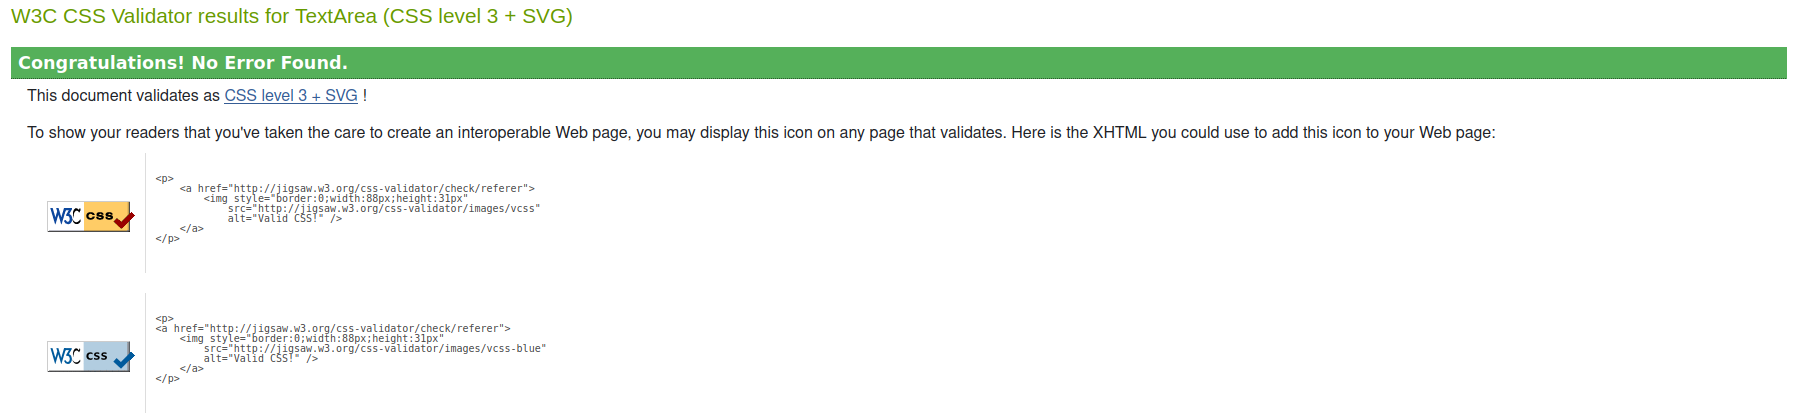 W3C CSS Validator results for TextArea (CSS level 3 + SVG)
Congratulations! No Error Found.
This document validates as CSS level 3 + SVG !
To show your readers that you've taken the care to create an interoperable Web page, you may display this icon on any page that validates. Here is the XHTML you could use to add this icon to your Web page:
W3C css
<p>
<a href="http://jigsaw.w3.org/css-validator/check/referer">
<img style="border:0;width:88px;height:31px"
src="http://jigsaw.w3.org/css-validator/images/vcss"
alt="Valid CSS!" />
</a>
</p>
W3C css
<p>
<a href="http://jigsaw.w3.org/css-validator/check/referer">
<img style="border:0;width:88px;height:31px"
src="http://jigsaw.w3.org/css-validator/images/vcss-blue"
alt="Valid CSS!" />
</a>
</p>